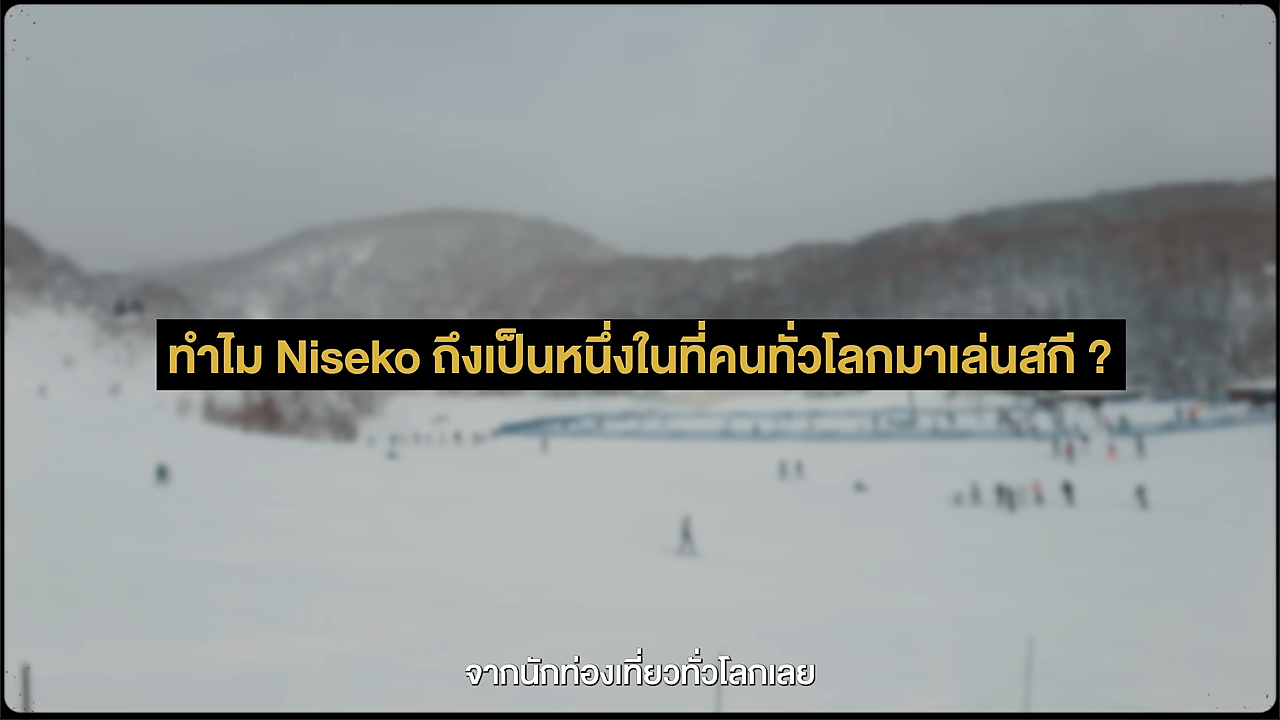 ทำไม Niseko ถึงเป็นหนึ่งในที่คนทั่วโลกมาเล่นสกี ?
จากนักท่องเที่ยวทั่วโลกเลย